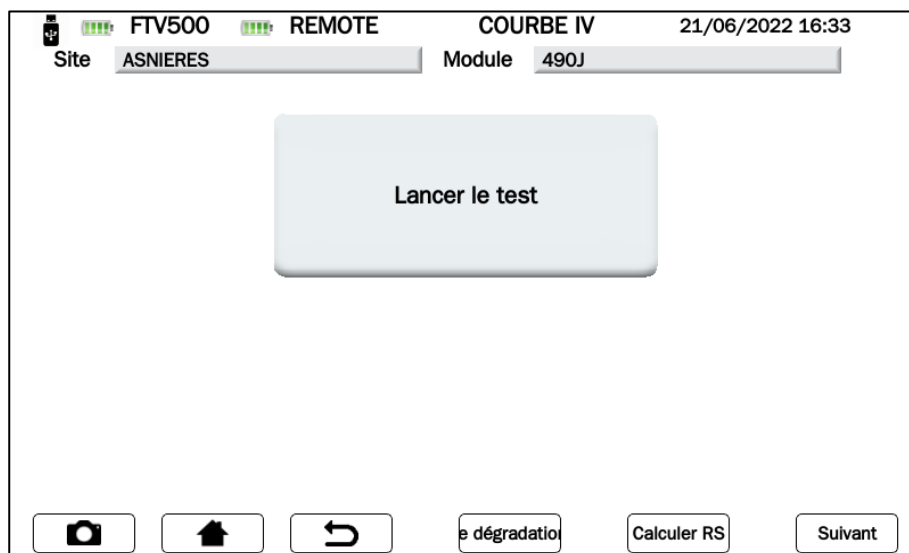 FTV500 REMOTE COURBE IV 21/06/2022 16:33
Site ASNIERES Module 490J
Lancer le test
e dégradation Calculer RS Suivant